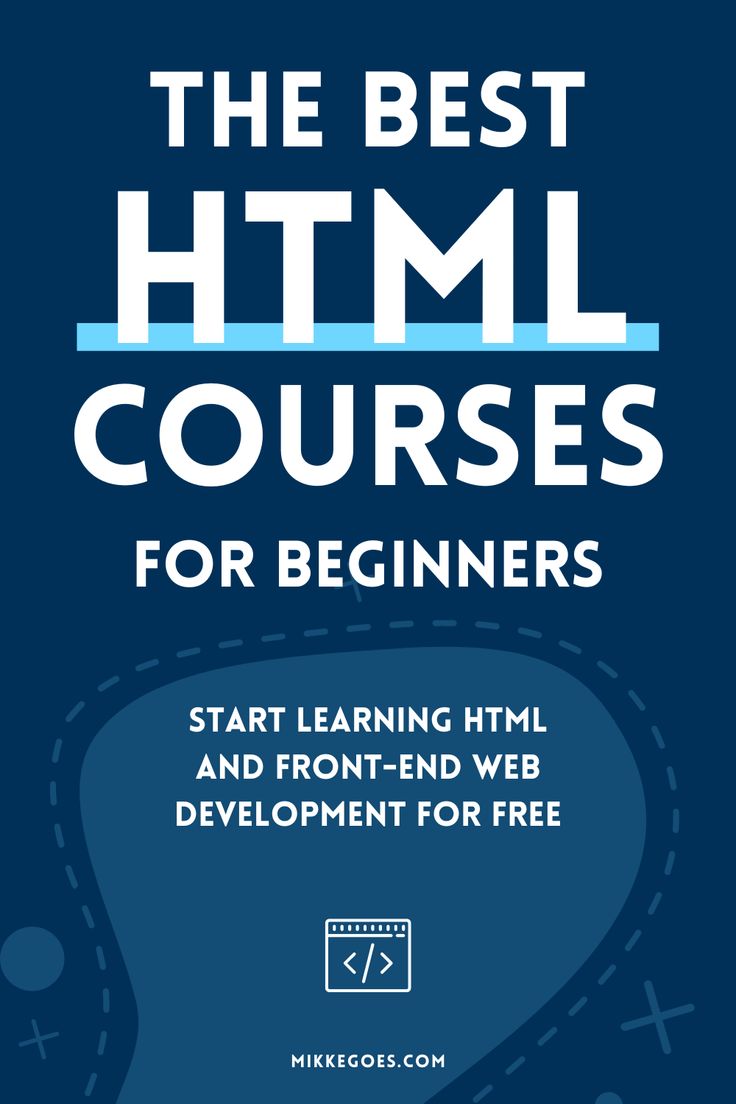 THE BEST
HTML
COURSES
FOR BEGINNERS
START LEARNING HTML
AND FRONT-END WEB
DEVELOPMENT FOR FREE
</>
MIKKEGOES.COM